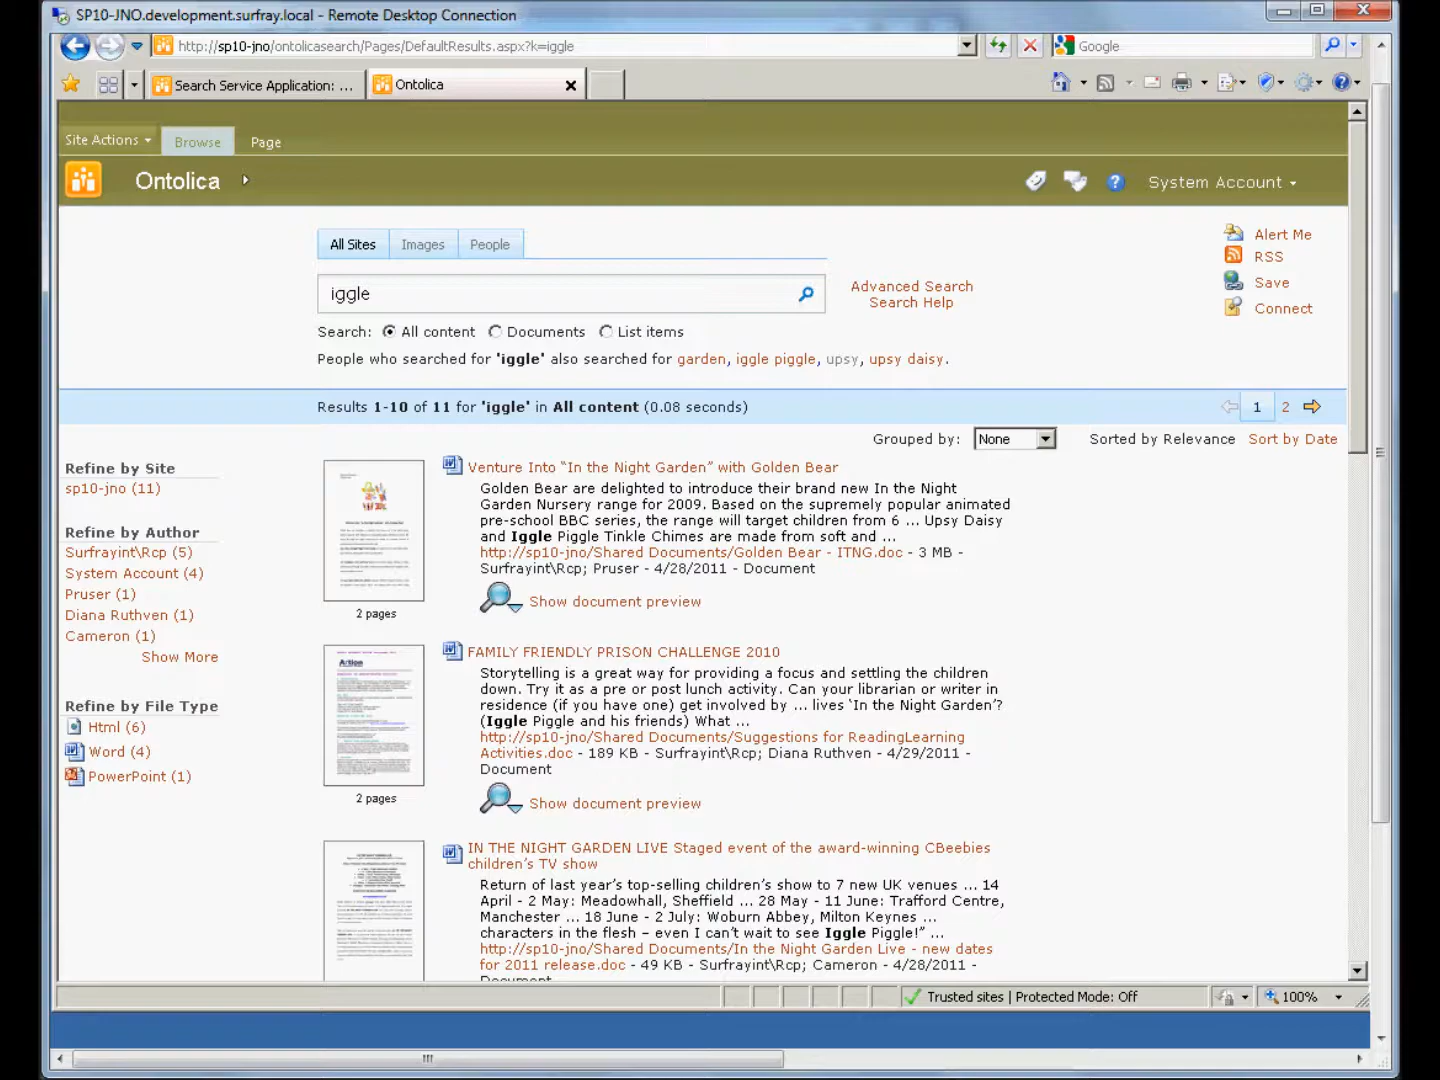 SP10-JNO.development.surfray.local - Remote Desktop Connection
http://sp10-jno/ontolicasearch/Pages/DefaultResults.aspx?k=iggle
Google
Search Service Application: ...
Ontolica
Site Actions
Browse
Page
Ontolica
System Account
All Sites
Images
People
Alert Me
RSS
Save
Connect
iggle
Advanced Search
Search Help
Search: All content Documents List items
People who searched for 'iggle' also searched for garden, iggle piggle, upsy, upsy daisy.
Results 1-10 of 11 for 'iggle' in All content (0.08 seconds)
1 2
Grouped by: None Sorted by Relevance Sort by Date
Refine by Site
sp10-jno (11)
Refine by Author
Surfrayint\Rcp (5)
System Account (4)
Pruser (1)
Diana Ruthven (1)
Cameron (1)
Show More
Refine by File Type
Html (6)
Word (4)
PowerPoint (1)
Venture Into “In the Night Garden” with Golden Bear
Golden Bear are delighted to introduce their brand new In the Night
Garden Nursery range for 2009. Based on the supremely popular animated
pre-school BBC series, the range will target children from 6 ... Upsy Daisy
and Iggle Piggle Tinkle Chimes are made from soft and ...
http://sp10-jno/Shared Documents/Golden Bear - ITNG.doc - 3 MB -
Surfrayint\Rcp; Pruser - 4/28/2011 - Document
2 pages
Show document preview
Action
FAMILY FRIENDLY PRISON CHALLENGE 2010
Storytelling is a great way for providing a focus and settling the children
down. Try it as a pre or post lunch activity. Can your librarian or writer in
residence (if you have one) get involved by ... lives ‘In the Night Garden’?
(Iggle Piggle and his friends) What ...
http://sp10-jno/Shared Documents/Suggestions for ReadingLearning
Activities.doc - 189 KB - Surfrayint\Rcp; Diana Ruthven - 4/29/2011 -
Document
2 pages
Show document preview
IN THE NIGHT GARDEN LIVE Staged event of the award-winning CBeebies
children’s TV show
Return of last year’s top-selling children’s show to 7 new UK venues ... 14
April - 2 May: Meadowhall, Sheffield ... 28 May - 11 June: Trafford Centre,
Manchester ... 18 June - 2 July: Woburn Abbey, Milton Keynes ...
characters in the flesh – even I can’t wait to see Iggle Piggle!” ...
http://sp10-jno/Shared Documents/In the Night Garden Live - new dates
for 2011 release.doc - 49 KB - Surfrayint\Rcp; Cameron - 4/28/2011 -
Document
Trusted sites | Protected Mode: Off
100%